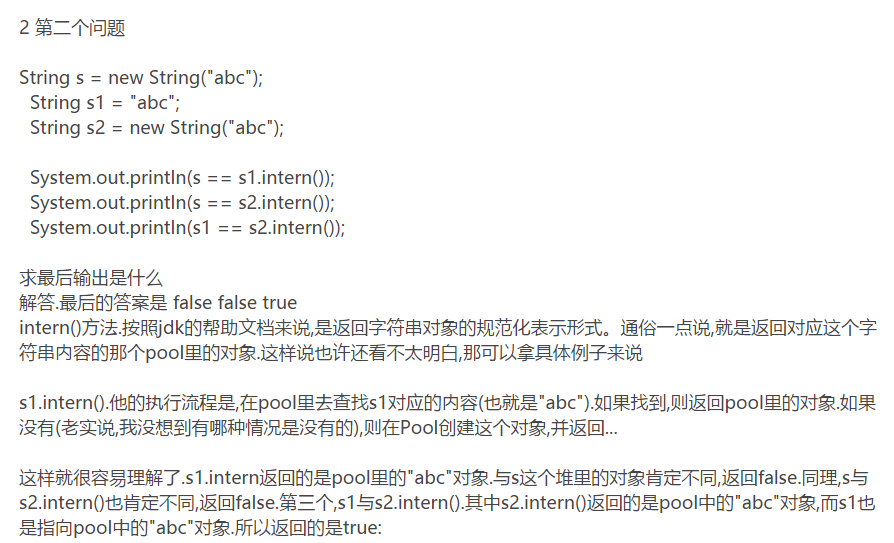 2 第二个问题
String s = new String("abc");
String s1 = "abc";
String s2 = new String("abc");
System.out.println(s == s1.intern());
System.out.println(s == s2.intern());
System.out.println(s1 == s2.intern());
求最后输出是什么
解答.最后的答案是 false false true
intern()方法.按照jdk的帮助文档来说,是返回字符串对象的规范化表示形式。通俗一点说,就是返回对应这个字
符串内容的那个pool里的对象.这样说也许还看不太明白,那可以拿具体例子来说
s1.intern().他的执行流程是,在pool里去查找s1对应的内容(也就是"abc").如果找到,则返回pool里的对象.如果
没有(老实说,我没想到有哪种情况是没有的),则在Pool创建这个对象,并返回...
这样就很容易理解了.s1.intern返回的是pool里的"abc"对象.与s这个堆里的对象肯定不同,返回false.同理,s与
s2.intern()也肯定不同,返回false.第三个,s1与s2.intern().其中s2.intern()返回的是pool中的"abc"对象,而s1也
是指向pool中的"abc"对象.所以返回的是true: